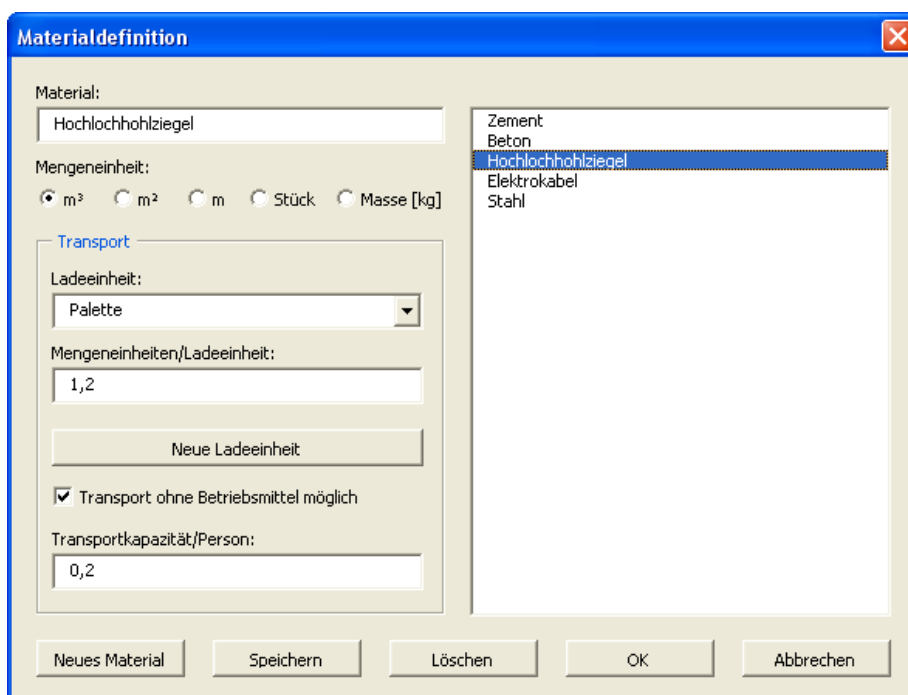 Materialdefinition
Material:
Hochlochhohlziegel
Mengeneinheit:
m³ m² m Stück Masse [kg]
Transport
Ladeeinheit:
Palette
Mengeneinheiten/Ladeeinheit:
1,2
Neue Ladeeinheit
Transport ohne Betriebsmittel möglich
Transportkapazität/Person:
0,2
Zement
Beton
Hochlochhohlziegel
Elektrokabel
Stahl
Neues Material Speichern Löschen OK Abbrechen